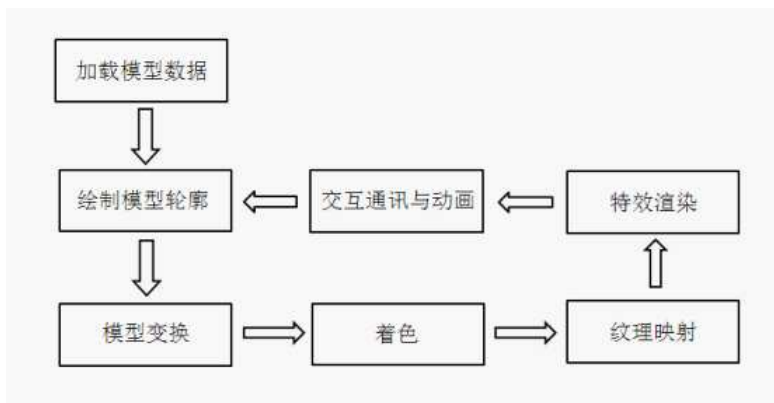 加载模型数据
绘制模型轮廓
交互通讯与动画
特效渲染
模型变换
着色
纹理映射